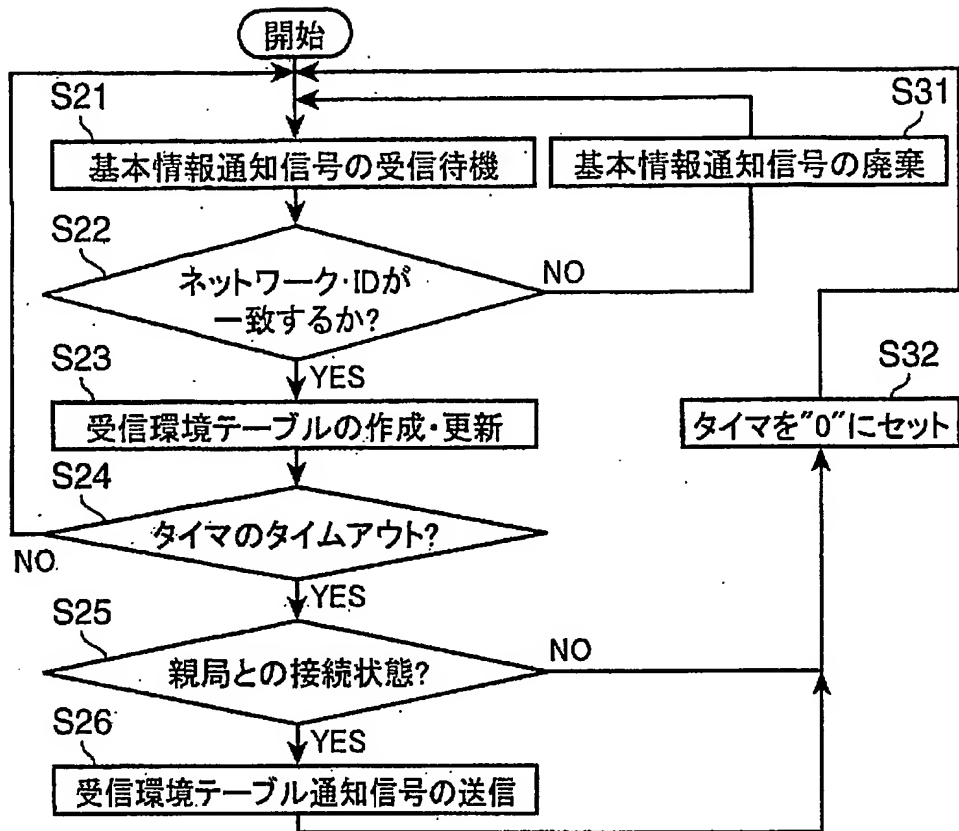 開始
S21
基本情報通知信号の受信待機
S31
基本情報通知信号の廃棄
S22
ネットワーク·IDが
一致するか?
NO
YES
S23
受信環境テーブルの作成·更新
S32
タイマを"0"にセット
S24
タイマのタイムアウト?
NO
YES
S25
親局との接続状態?
NO
YES
S26
受信環境テーブル通知信号の送信